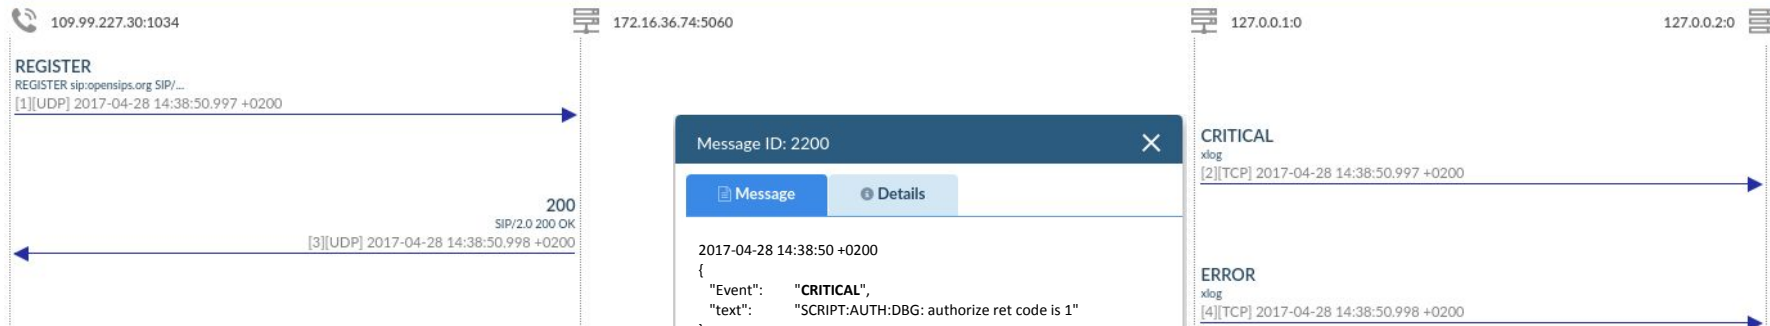 109.99.227.30:1034
172.16.36.74:5060
127.0.0.1:0
127.0.0.2:0
REGISTER
REGISTER sip:opensips.org SIP/...
[1][UDP] 2017-04-28 14:38:50.997 +0200
Message ID: 2200
CRITICAL
xlog
[2][TCP] 2017-04-28 14:38:50.997 +0200
Message
Details
200
SIP/2.0 200 OK
[3][UDP] 2017-04-28 14:38:50.998 +0200
2017-04-28 14:38:50 +0200
{
"Event": "CRITICAL",
"text": "SCRIPT:AUTH:DBG: authorize ret code is 1"
ERROR
xlog
[4][TCP] 2017-04-28 14:38:50.998 +0200